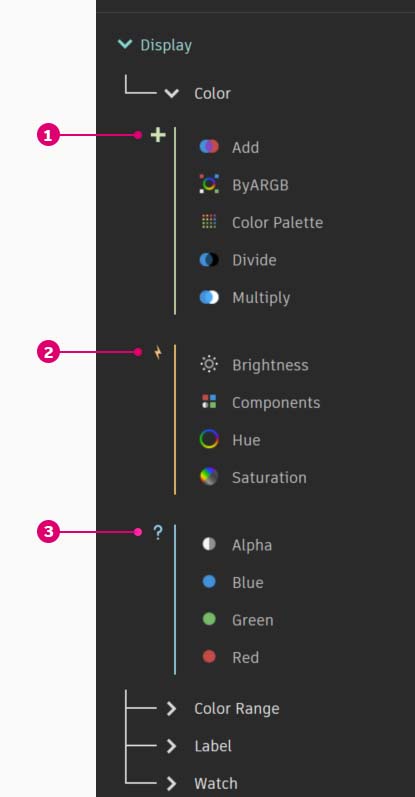 Display
Color
1
Add
ByARGB
Color Palette
Divide
Multiply
2
Brightness
Components
Hue
Saturation
3
?
Alpha
Blue
Green
Red
Color Range
Label
Watch